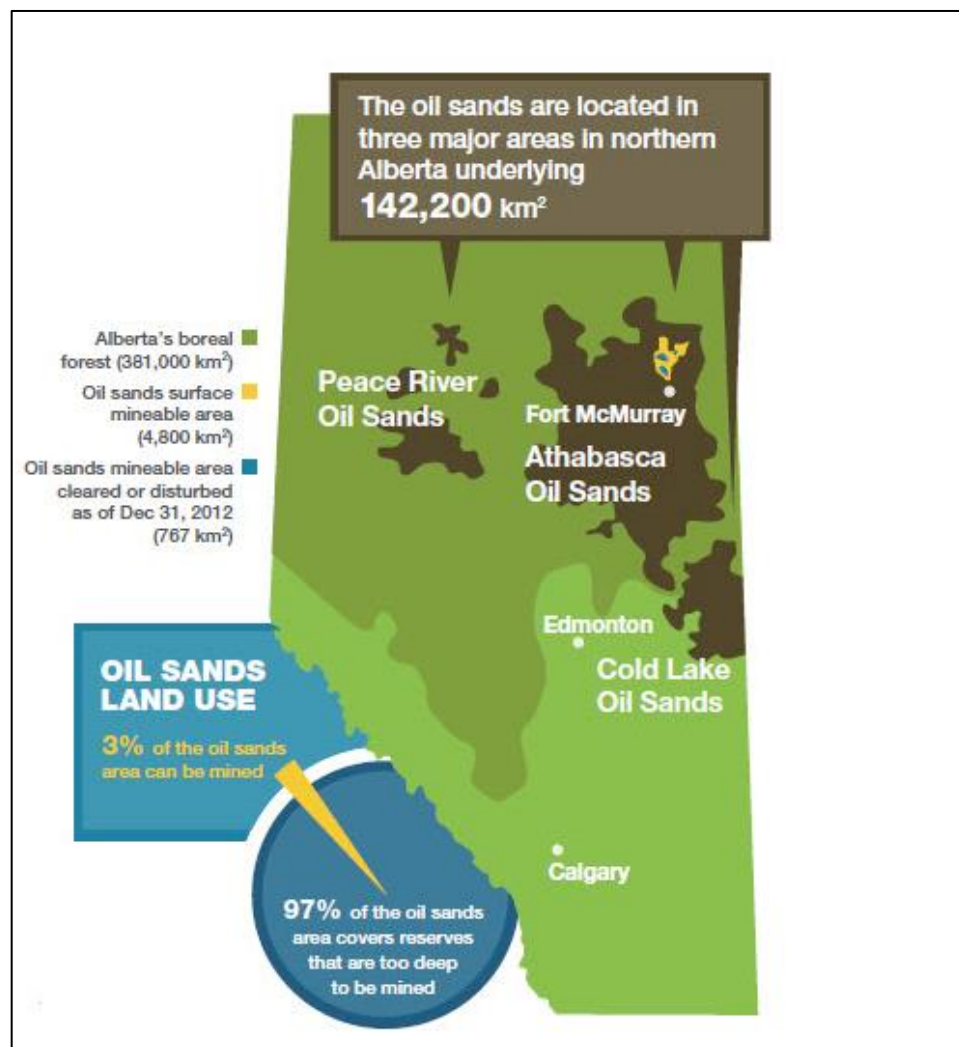 The oil sands are located in
three major areas in northern
Alberta underlying
142,200 km²
Alberta's boreal
forest (381,000 km²)
Oil sands surface
mineable area
(4,800 km²)
Oil sands mineable area
cleared or disturbed
as of Dec 31, 2012
(767 km²)
Peace River
Oil Sands
Fort McMurray
Athabasca
Oil Sands
Edmonton
Cold Lake
Oil Sands
OIL SANDS
LAND USE
3% of the oil sands
area can be mined
97% of the oil sands
area covers reserves
that are too deep
to be mined
Calgary